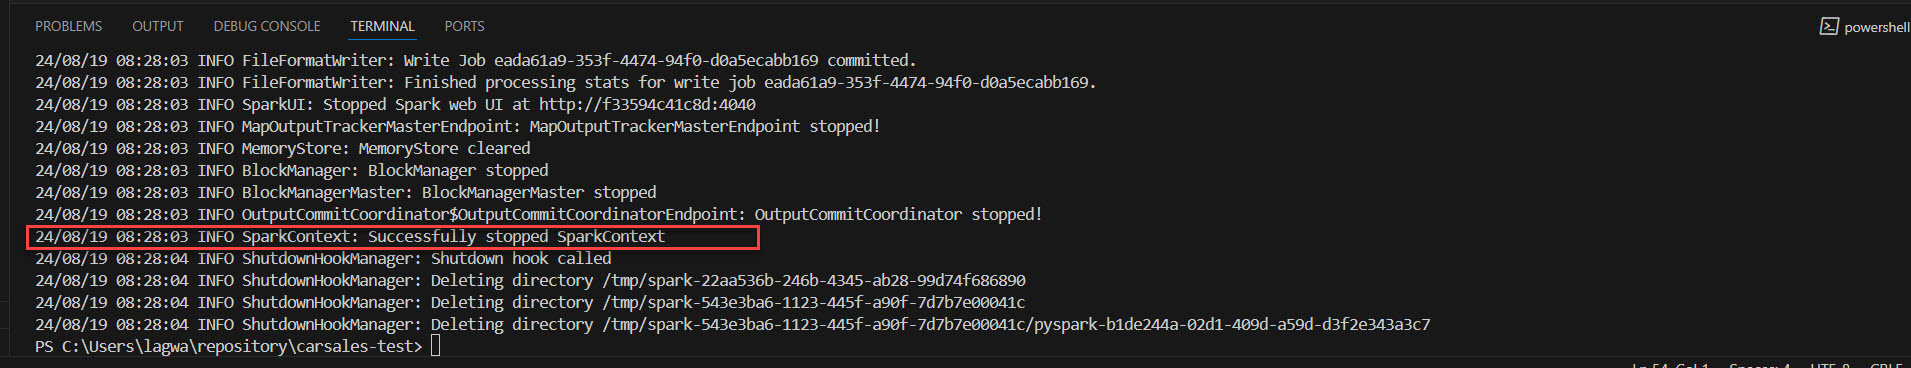 PROBLEMS OUTPUT DEBUG CONSOLE TERMINAL PORTS powershell
24/08/19 08:28:03 INFO FileFormatWriter: Write Job eada61a9-353f-4474-94f0-d0a5ecabb169 committed.
24/08/19 08:28:03 INFO FileFormatWriter: Finished processing stats for write job eada61a9-353f-4474-94f0-d0a5ecabb169.
24/08/19 08:28:03 INFO SparkUI: Stopped Spark web UI at http://f33594c41c8d:4040
24/08/19 08:28:03 INFO MapOutputTrackerMasterEndpoint: MapOutputTrackerMasterEndpoint stopped!
24/08/19 08:28:03 INFO MemoryStore: MemoryStore cleared
24/08/19 08:28:03 INFO BlockManager: BlockManager stopped
24/08/19 08:28:03 INFO BlockManagerMaster: BlockManagerMaster stopped
24/08/19 08:28:03 INFO OutputCommitCoordinator$OutputCommitCoordinatorEndpoint: OutputCommitCoordinator stopped!
24/08/19 08:28:03 INFO SparkContext: Successfully stopped SparkContext
24/08/19 08:28:04 INFO ShutdownHookManager: Shutdown hook called
24/08/19 08:28:04 INFO ShutdownHookManager: Deleting directory /tmp/spark-22aa536b-246b-4345-ab28-99d74f686890
24/08/19 08:28:04 INFO ShutdownHookManager: Deleting directory /tmp/spark-543e3ba6-1123-445f-a90f-7d7b7e00041c
24/08/19 08:28:04 INFO ShutdownHookManager: Deleting directory /tmp/spark-543e3ba6-1123-445f-a90f-7d7b7e00041c/pyspark-b1de244a-02d1-409d-a59d-d3f2e343a3c7
PS C:\Users\lagwa\repository\carsales-test>